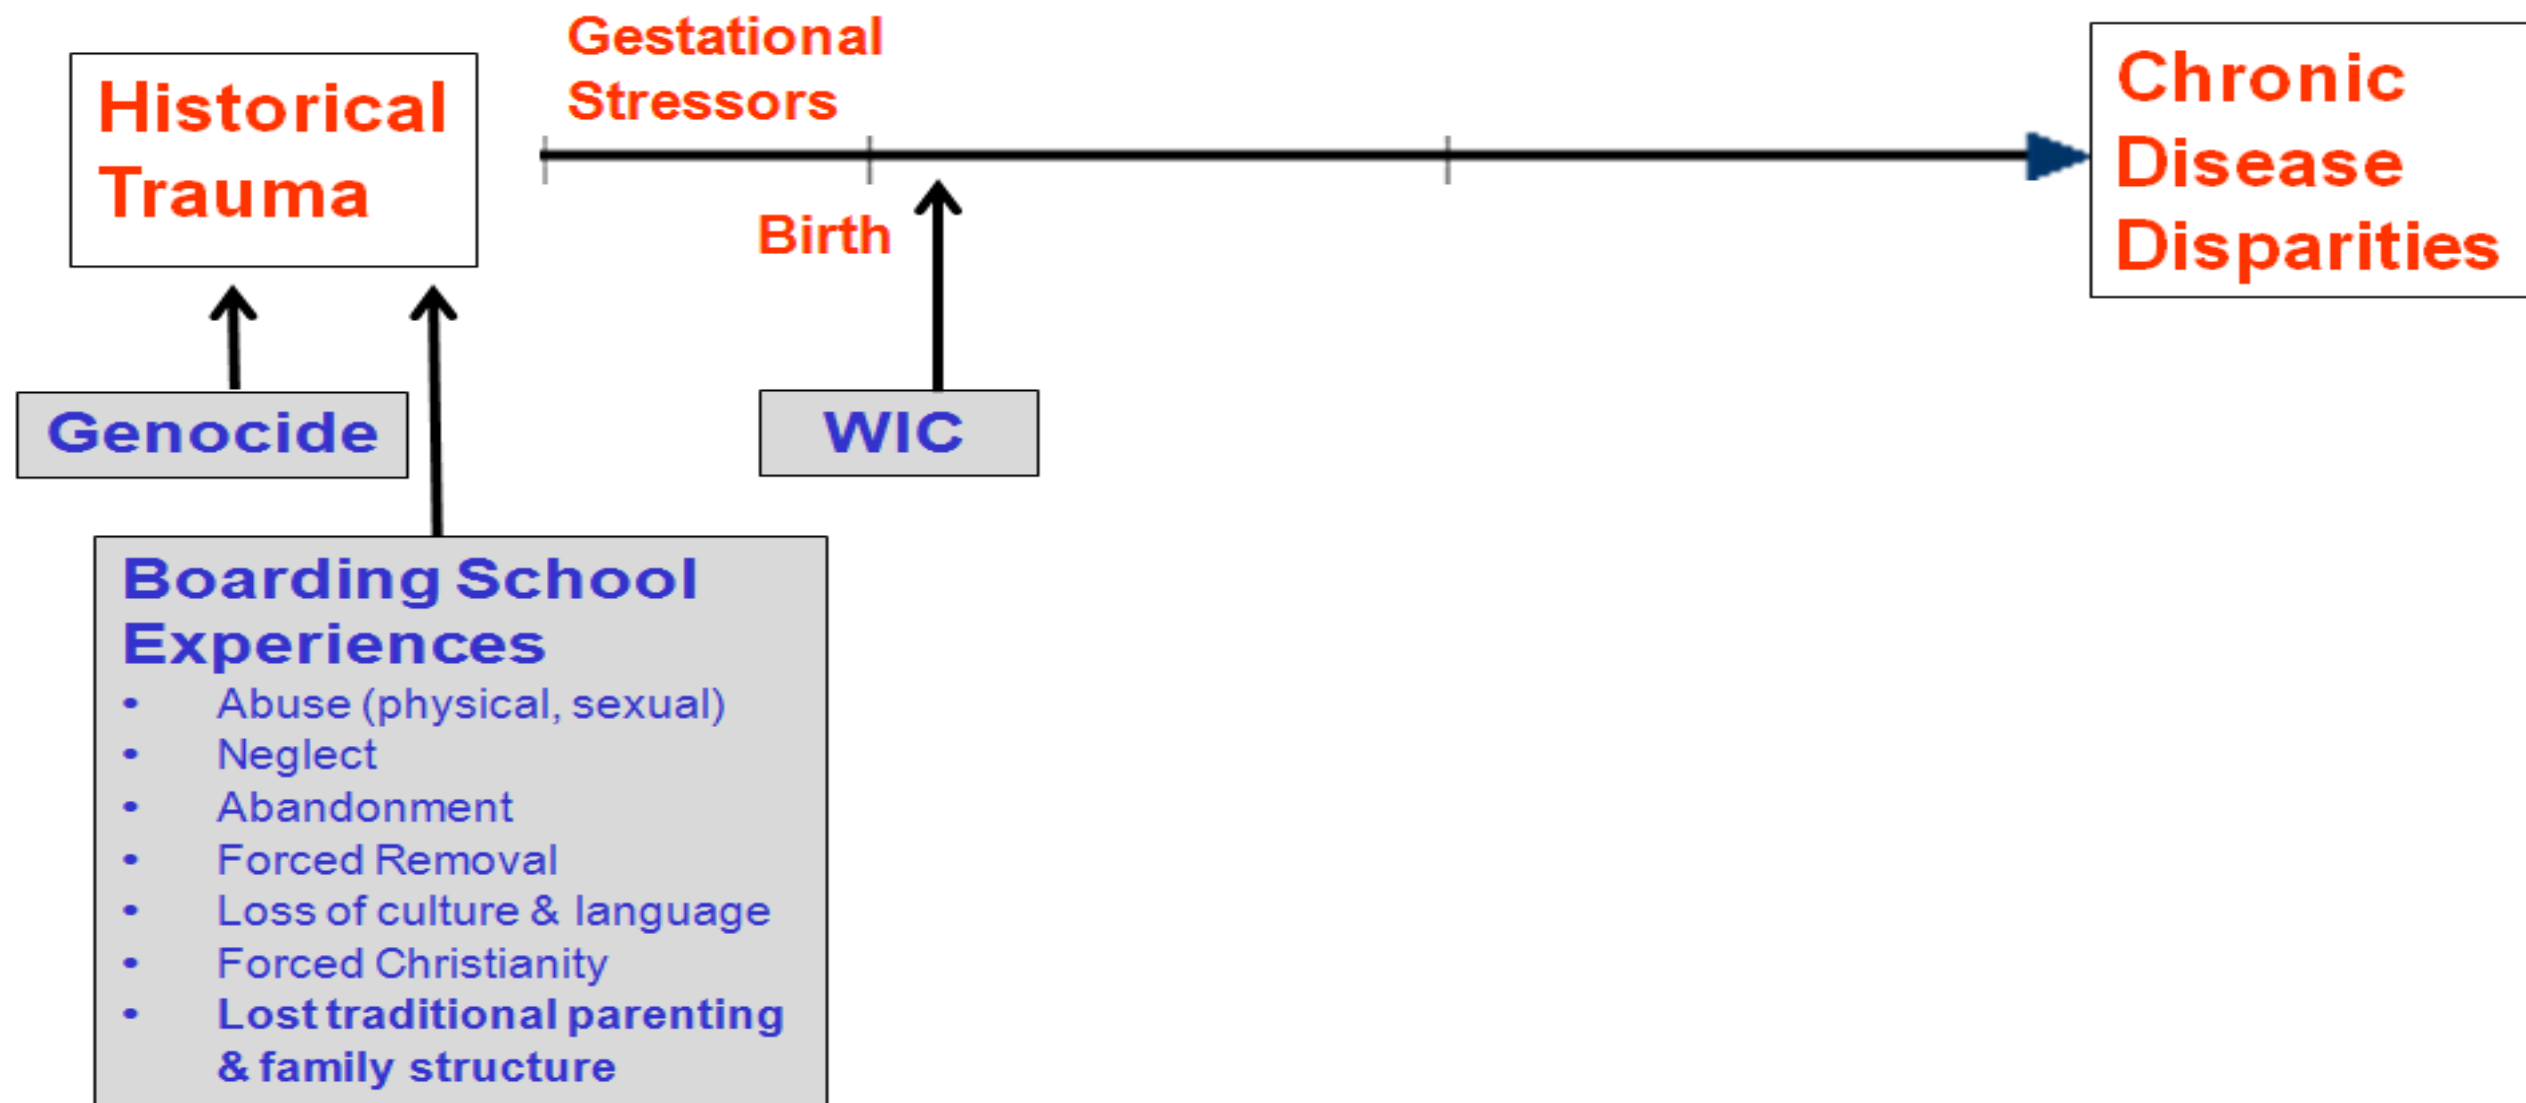 Historical
Trauma
Gestational
Stressors
Birth
Chronic
Disease
Disparities
Genocide
WIC
Boarding School
Experiences
• Abuse (physical, sexual)
• Neglect
• Abandonment
• Forced Removal
• Loss of culture & language
• Forced Christianity
• Lost traditional parenting
& family structure